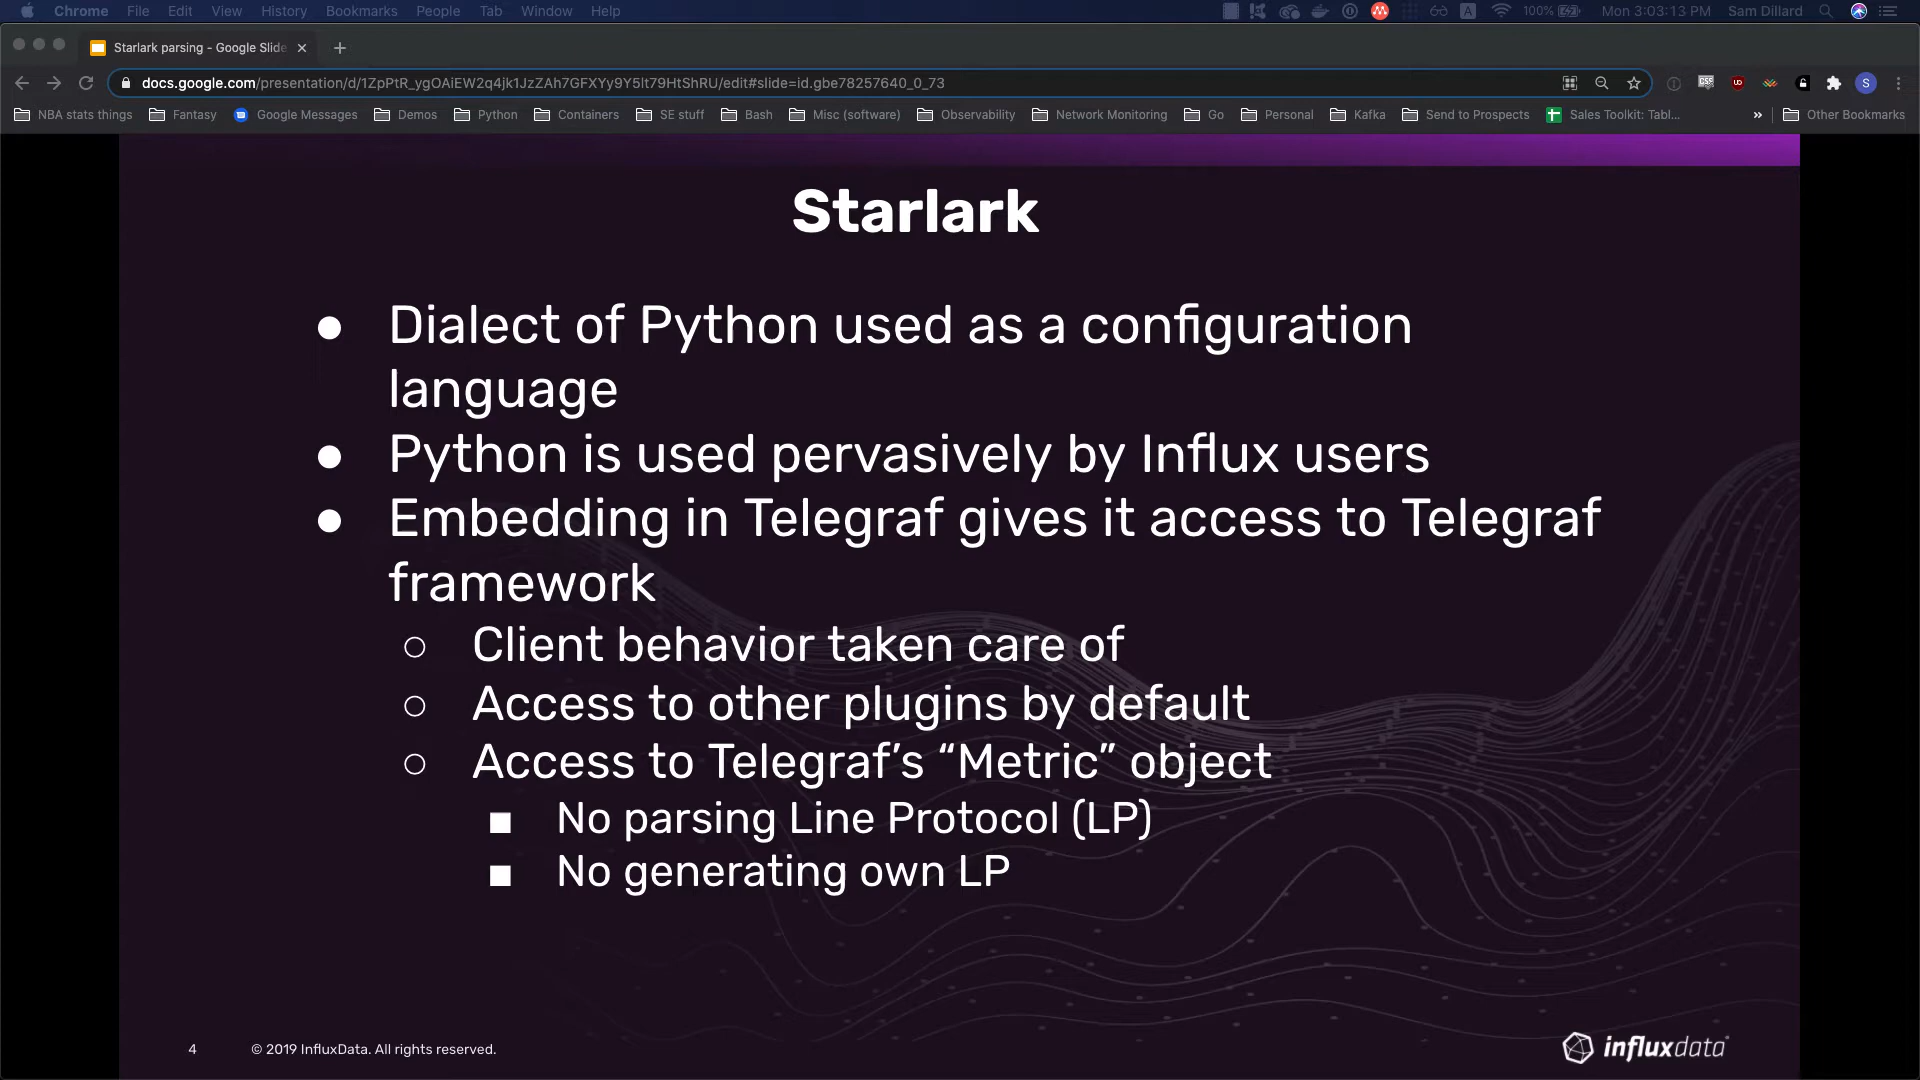 Chrome File Edit View History Bookmarks People Tab Window Help 100% Mon 3:03:13 PM Sam Dillard
Starlark parsing - Google Slide
docs.google.com/presentation/d/1ZpPtR_ygOAiEW2q4jk1JzZAh7GFXYy9Y5lt79HtShRU/edit#slide=id.gbe78257640_0_73
NBA stats things Fantasy Google Messages Demos Python Containers SE stuff Bash Misc (software) Observability Network Monitoring Go Personal Kafka Send to Prospects Sales Toolkit: Tabl... » Other Bookmarks
Starlark
● Dialect of Python used as a configuration
language
● Python is used pervasively by Influx users
● Embedding in Telegraf gives it access to Telegraf
framework
○ Client behavior taken care of
○ Access to other plugins by default
○ Access to Telegraf’s “Metric” object
■ No parsing Line Protocol (LP)
■ No generating own LP
4 © 2019 InfluxData. All rights reserved.
influxdata